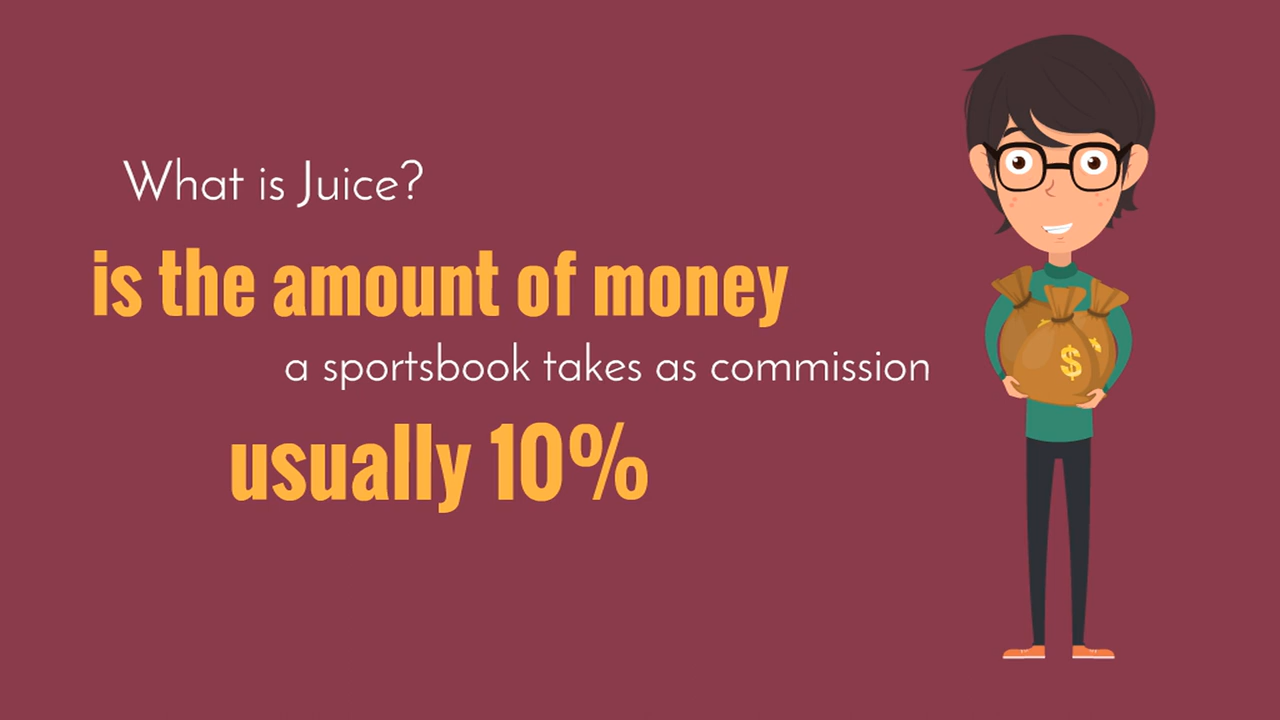 What is Juice?
is the amount of money
a sportsbook takes as commission
usually 10%
$